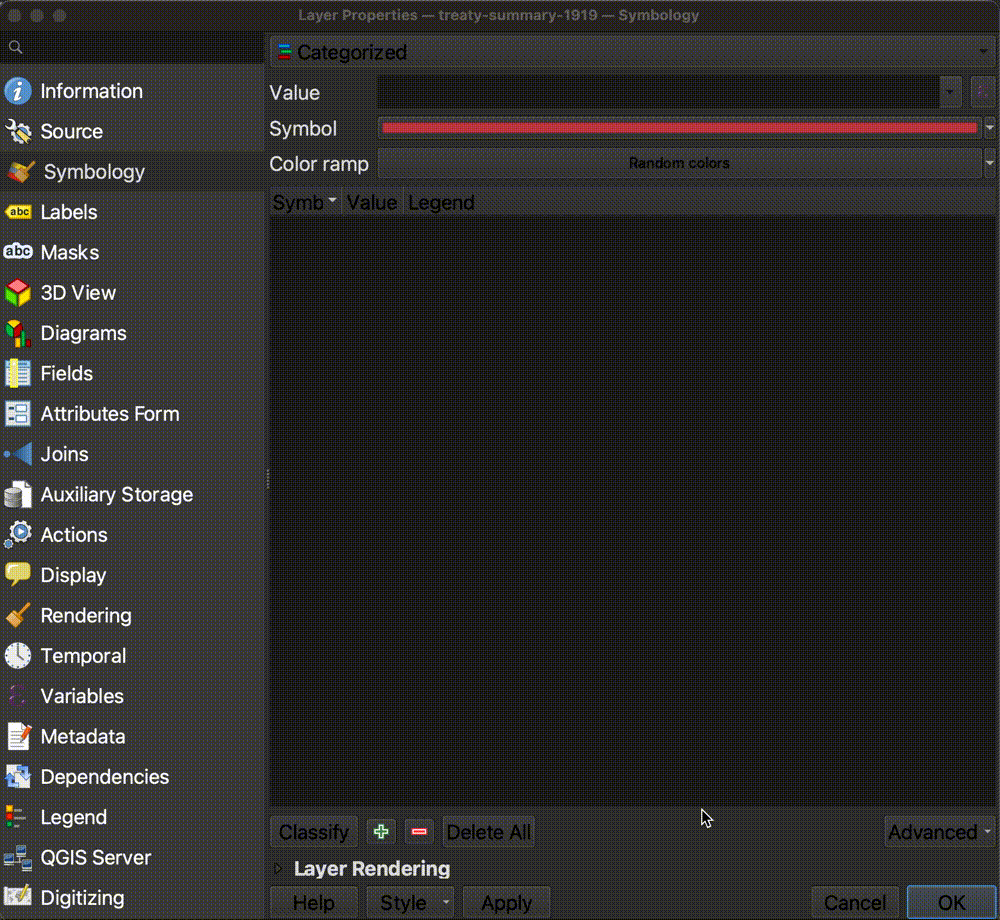 Layer Properties — treaty-summary-1919 — Symbology
Information
Source
Symbology
abc Labels
abc Masks
3D View
Diagrams
Fields
Attributes Form
Joins
Auxiliary Storage
Actions
Display
Rendering
Temporal
Variables
Metadata
Dependencies
Legend
QGIS Server
Digitizing
Categorized
Value
Symbol
Color ramp Random colors
Symb Value Legend
Classify Delete All Advanced
Layer Rendering
Help Style Apply Cancel OK